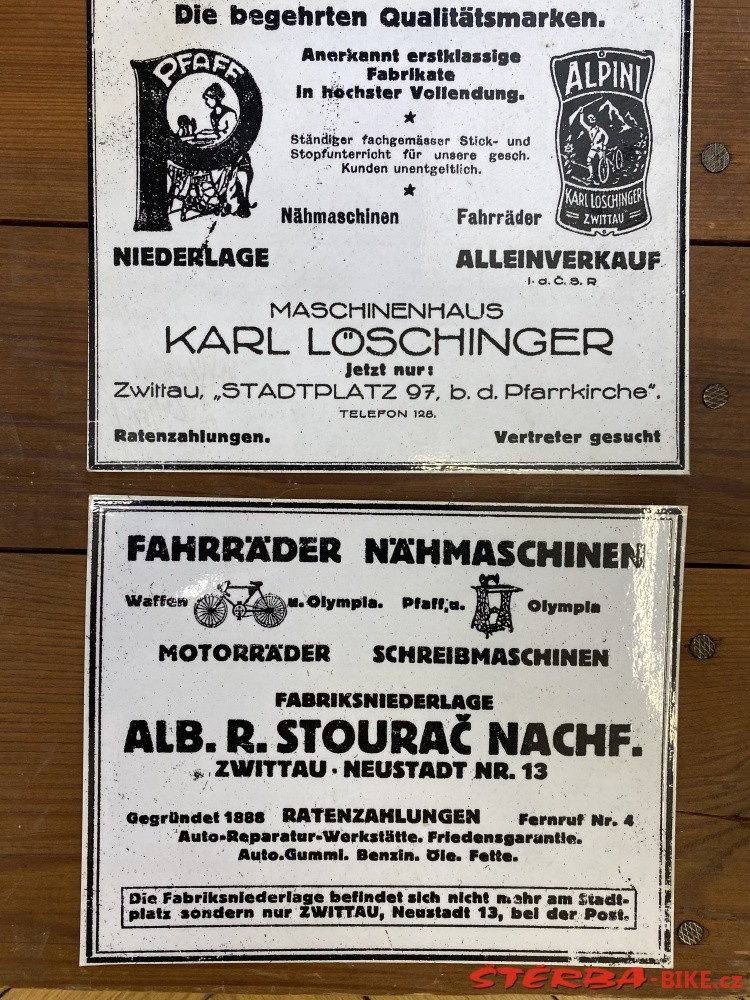 Die begehrten Qualitätsmarken.
PFAFF
Anerkannt erstklassige
Fabrikate
in höchster Vollendung.
Ständiger fachgemässer Stick- und
Stopfunterricht für unsere gesch.
Kunden unentgeltlich.
ALPINI
KARL LÖSCHINGER
ZWITTAU
Nähmaschinen Fahrräder
NIEDERLAGE ALLEINVERKAUF
i. d. Č. S. R
MASCHINENHAUS
KARL LÖSCHINGER
Jetzt nur:
Zwittau, „STADTPLATZ 97, b. d. Pfarrkirche“.
TELEFON 128.
Ratenzahlungen. Vertreter gesucht
FAHRRÄDER NÄHMASCHINEN
Waffen u. Olympia. Pfaff, u. Olympia
MOTORRÄDER SCHREIBMASCHINEN
FABRIKSNIEDERLAGE
ALB. R. STOURAČ NACHF.
ZWITTAU · NEUSTADT NR. 13
Gegründet 1888 RATENZAHLUNGEN Fernruf Nr. 4
Auto-Reparatur-Werkstätte. Friedensgarantie.
Auto.Gummi. Benzin. Öle. Fette.
Die Fabriksniederlage befindet sich nicht mehr am Stadt-
platz sondern nur ZWITTAU, Neustadt 13, bei der Post.
ŠTĚRBA-BIKE.cz